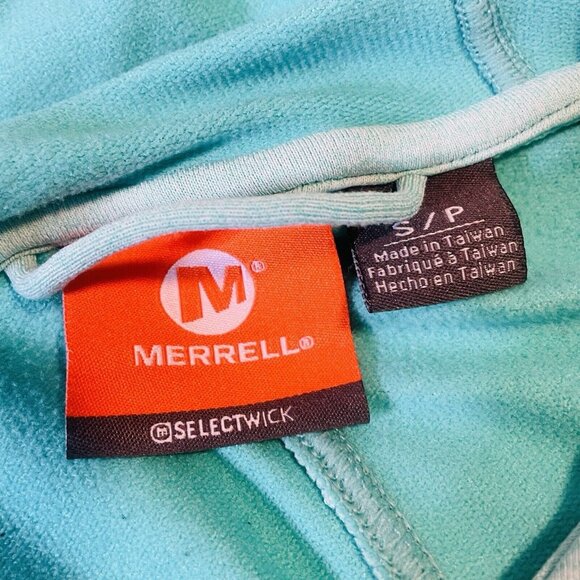 M®
MERRELL®
m SELECTWICK
S/P
Made in Taiwan
Fabriqué à Taiwan
Hecho en Taiwan